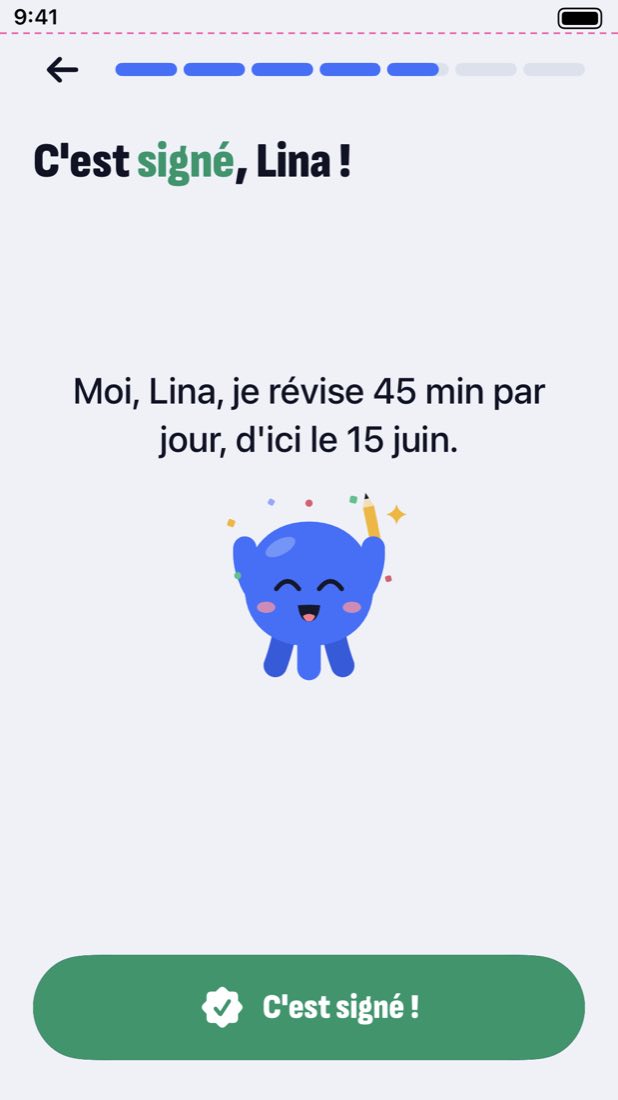 9:41
C'est signé, Lina !
Moi, Lina, je révise 45 min par
jour, d'ici le 15 juin.
C'est signé !